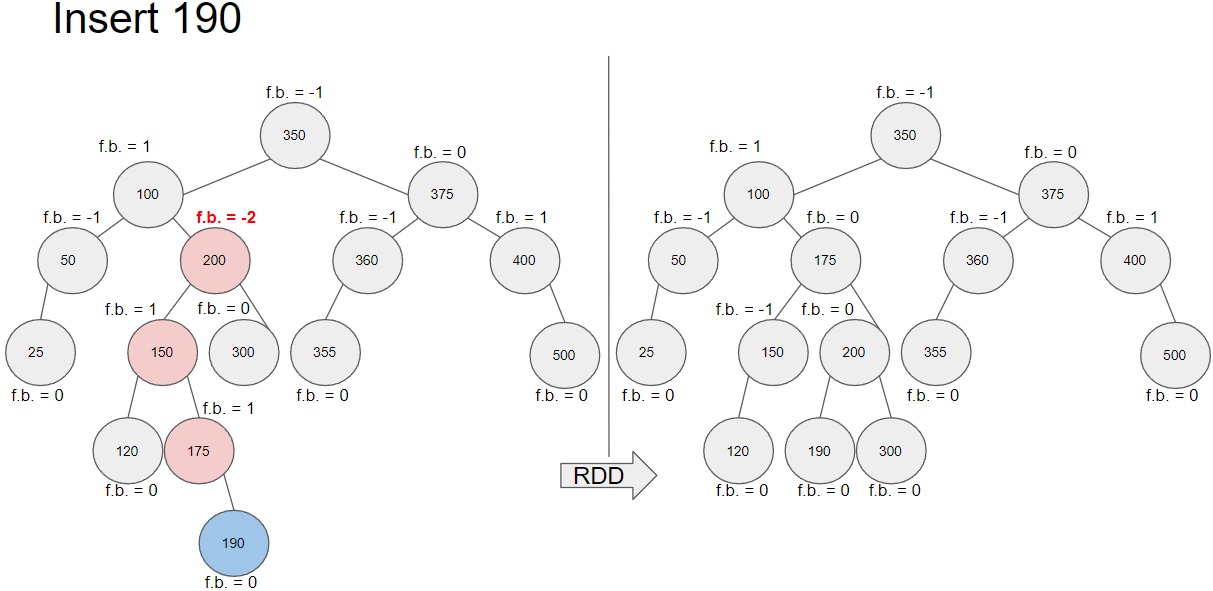 Insert 190
f.b. = -1
350
f.b. = 1
100
f.b. = 0
375
f.b. = -1
50
f.b. = -2
200
f.b. = -1
360
f.b. = 1
400
f.b. = 1
150
f.b. = 0
300
25
f.b. = 0
355
f.b. = 0
500
f.b. = 0
f.b. = 1
120
f.b. = 0
175
190
f.b. = 0
RDD
f.b. = -1
350
f.b. = 1
100
f.b. = 0
375
f.b. = -1
50
f.b. = 0
175
f.b. = -1
360
f.b. = 1
400
f.b. = -1
150
f.b. = 0
200
25
f.b. = 0
355
f.b. = 0
500
f.b. = 0
120
f.b. = 0
190
f.b. = 0
300
f.b. = 0